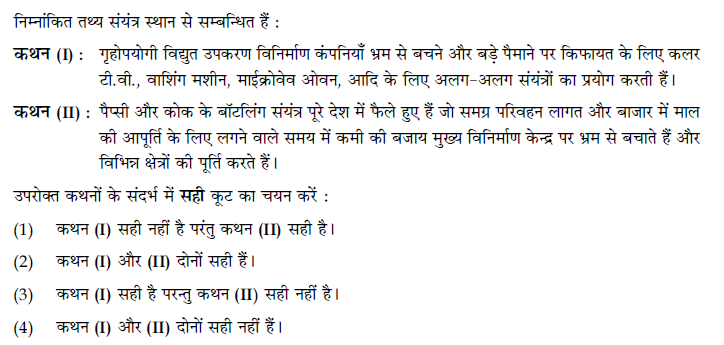 निम्नांकित तथ्य संयंत्र स्थान से सम्बन्धित हैं :
कथन (I) : गृहोपयोगी विद्युत उपकरण विनिर्माण कंपनियाँ भ्रम से बचने और बड़े पैमाने पर किफायत के लिए कलर
टी.वी., वाशिंग मशीन, माईक्रोवेव ओवन, आदि के लिए अलग-अलग संयंत्रों का प्रयोग करती हैं।
कथन (II) : पैप्सी और कोक के बॉटलिंग संयंत्र पूरे देश में फैले हुए हैं जो समग्र परिवहन लागत और बाजार में माल
की आपूर्ति के लिए लगने वाले समय में कमी की बजाय मुख्य विनिर्माण केन्द्र पर भ्रम से बचाते हैं और
विभिन्न क्षेत्रों की पूर्ति करते हैं।
उपरोक्त कथनों के संदर्भ में सही कूट का चयन करें :
(1) कथन (I) सही नहीं है परंतु कथन (II) सही है।
(2) कथन (I) और (II) दोनों सही हैं।
(3) कथन (I) सही है परन्तु कथन (II) सही नहीं है।
(4) कथन (I) और (II) दोनों सही नहीं हैं।